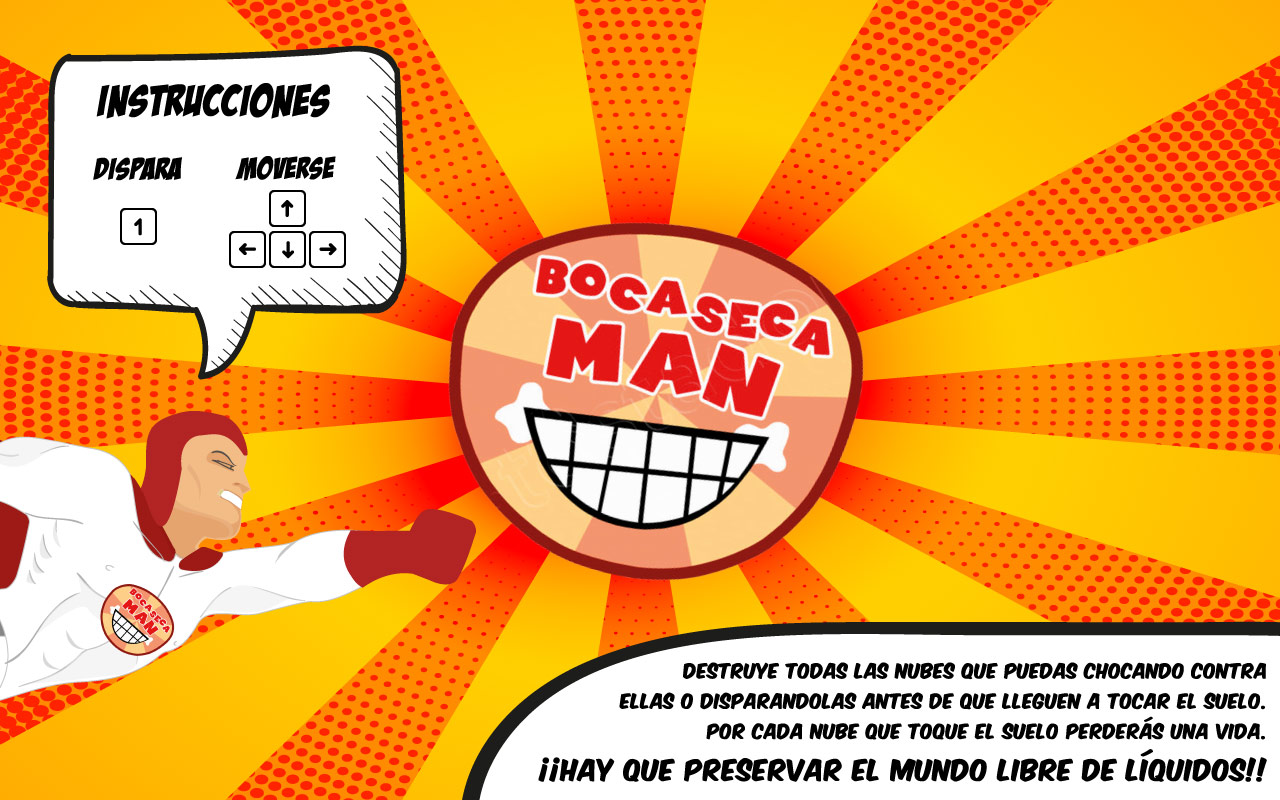 INSTRUCCIONES
DISPARA MOVERSE
↑
1
← ↓ →
BOCASECA
MAN
BOCASECA
MAN
DESTRUYE TODAS LAS NUBES QUE PUEDAS CHOCANDO CONTRA
ELLAS O DISPARANDOLAS ANTES DE QUE LLEGUEN A TOCAR EL SUELO.
POR CADA NUBE QUE TOQUE EL SUELO PERDERÁS UNA VIDA.
¡¡HAY QUE PRESERVAR EL MUNDO LIBRE DE LÍQUIDOS!!